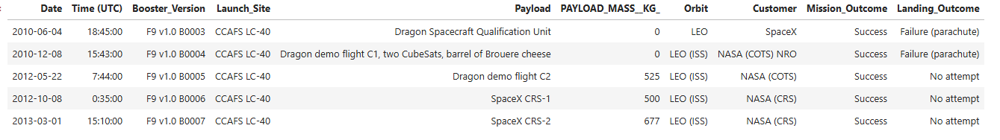 Date Time (UTC) Booster_Version Launch_Site Payload PAYLOAD_MASS__KG_ Orbit Customer Mission_Outcome Landing_Outcome
2010-06-04 18:45:00 F9 v1.0 B0003 CCAFS LC-40 Dragon Spacecraft Qualification Unit 0 LEO SpaceX Success Failure (parachute)
2010-12-08 15:43:00 F9 v1.0 B0004 CCAFS LC-40 Dragon demo flight C1, two CubeSats, barrel of Brouere cheese 0 LEO (ISS) NASA (COTS) NRO Success Failure (parachute)
2012-05-22 7:44:00 F9 v1.0 B0005 CCAFS LC-40 Dragon demo flight C2 525 LEO (ISS) NASA (COTS) Success No attempt
2012-10-08 0:35:00 F9 v1.0 B0006 CCAFS LC-40 SpaceX CRS-1 500 LEO (ISS) NASA (CRS) Success No attempt
2013-03-01 15:10:00 F9 v1.0 B0007 CCAFS LC-40 SpaceX CRS-2 677 LEO (ISS) NASA (CRS) Success No attempt